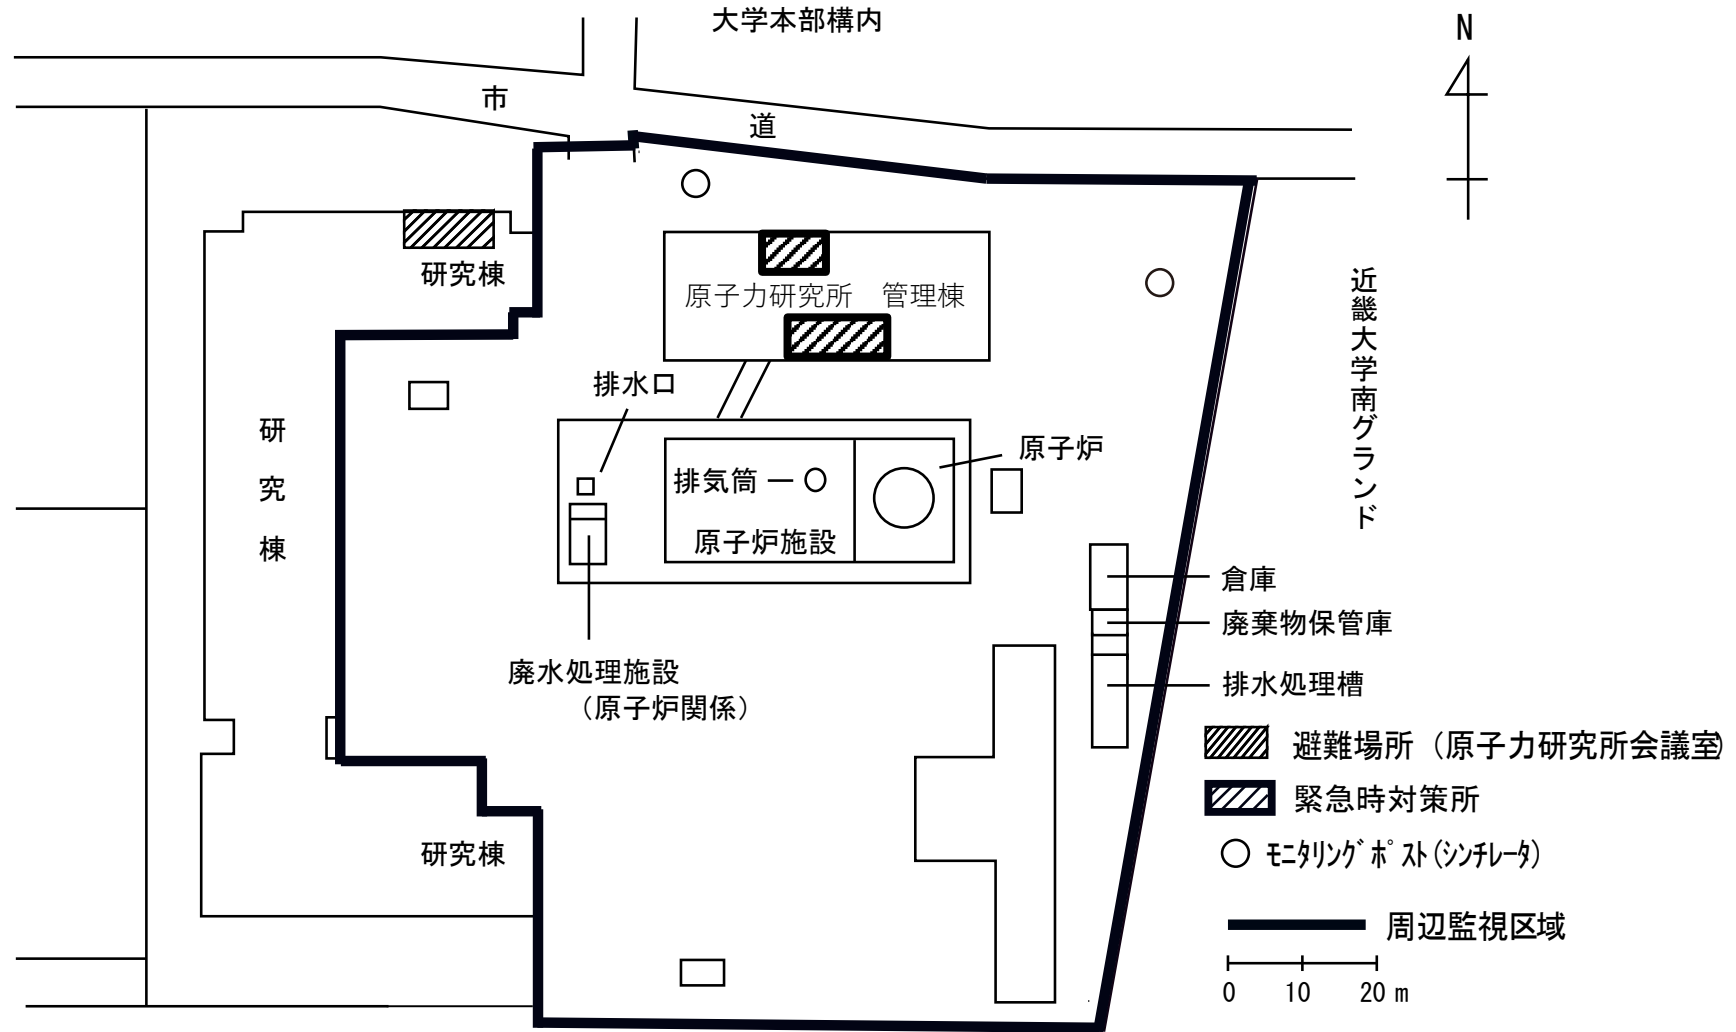 大学本部構内
N
市
道
研究棟
原子力研究所 管理棟
近畿大学南グランド
排水口
研究棟
原子炉
排気筒
原子炉施設
倉庫
廃棄物保管庫
廃水処理施設
（原子炉関係）
排水処理槽
避難場所（原子力研究所会議室）
緊急時対策所
研究棟
ﾓﾆﾀﾘﾝｸﾞﾎﾟｽﾄ(ｼﾝﾁﾚｰﾀ)
周辺監視区域
0 10 20 m